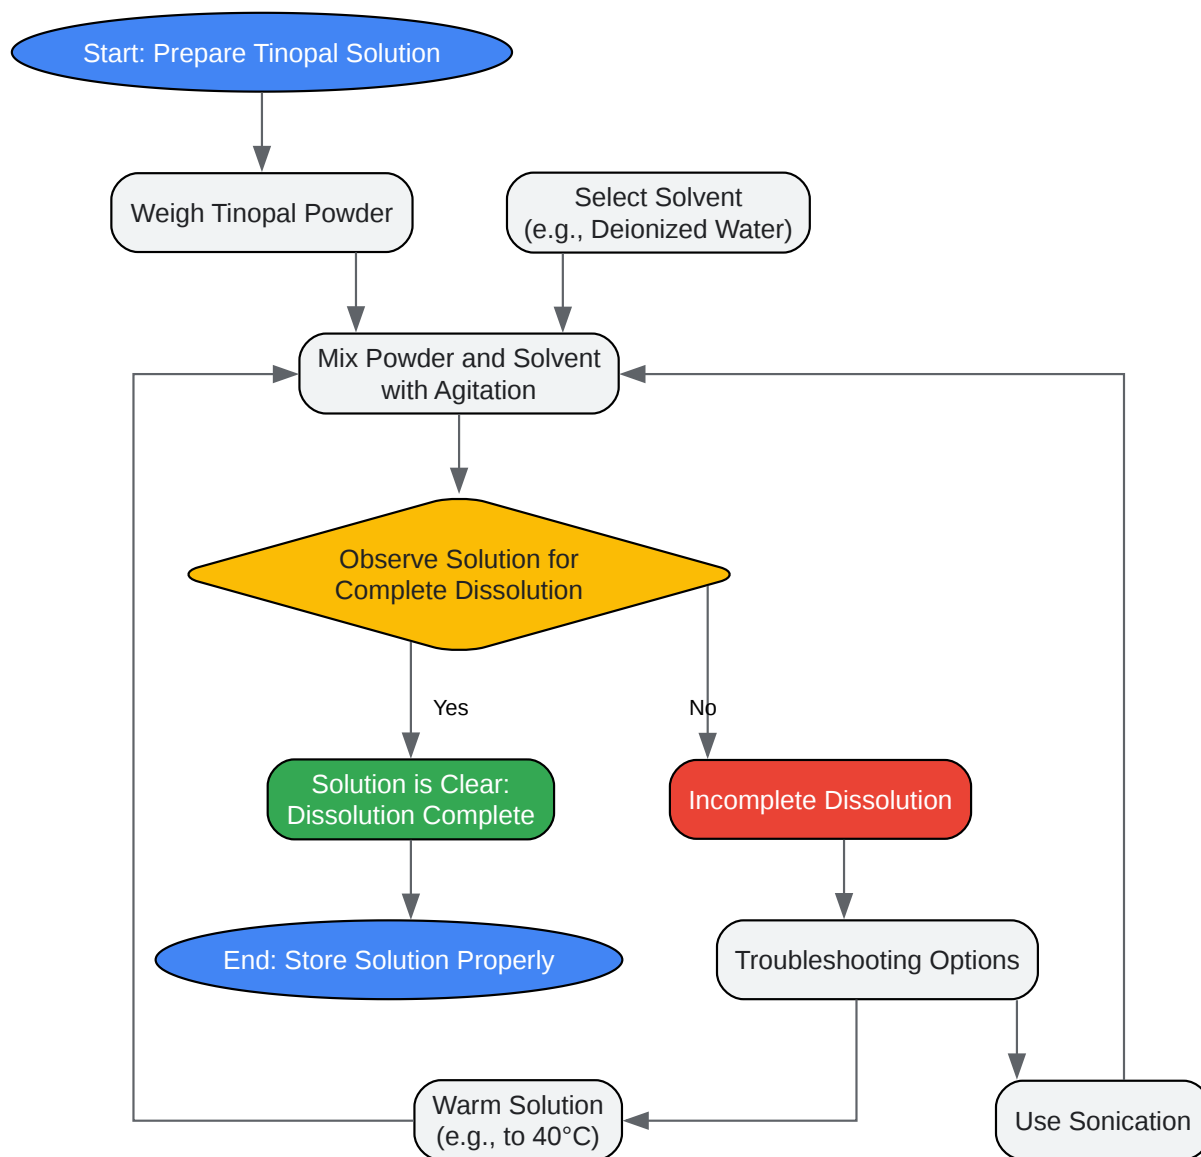 Start: Prepare Tinopal Solution
Weigh Tinopal Powder
Select Solvent
(e.g., Deionized Water)
Mix Powder and Solvent
with Agitation
Observe Solution for
Complete Dissolution
Yes
No
Solution is Clear:
Dissolution Complete
Incomplete Dissolution
End: Store Solution Properly
Troubleshooting Options
Warm Solution
(e.g., to 40°C)
Use Sonication